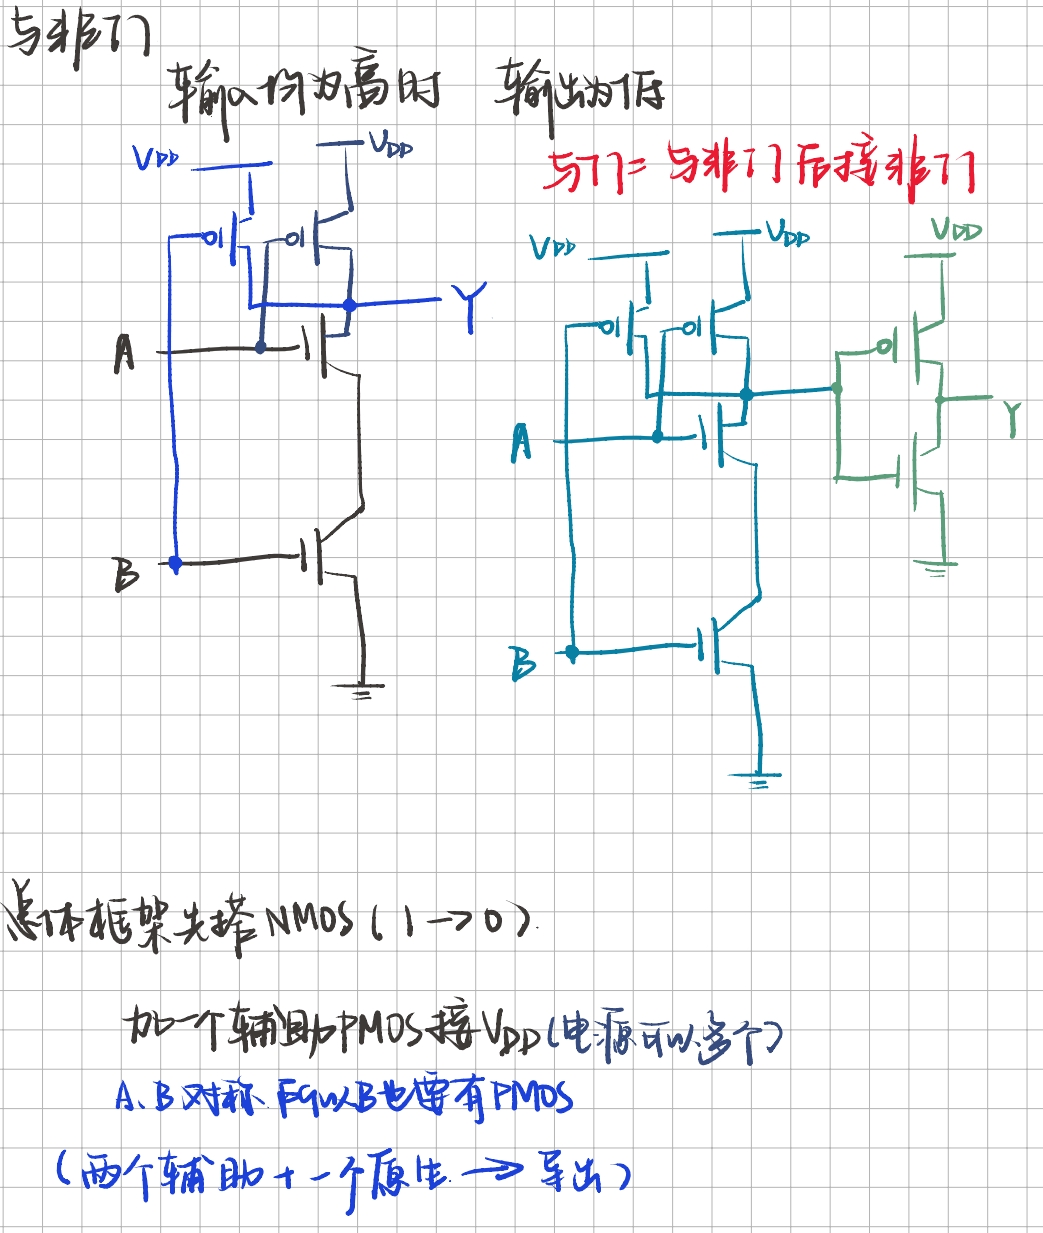 与非门
输入均为高时 输出为低
VDD
VDD
与门=与非门后接非门
VDD
VDD
VDD
Y
A
Y
A
B
B
总体框架先搭NMOS(1→0).
加一个辅助PMOS接VDD(电源可以多个)
A、B对称.所以B也要有PMOS
(两个辅助+一个原生→导出)